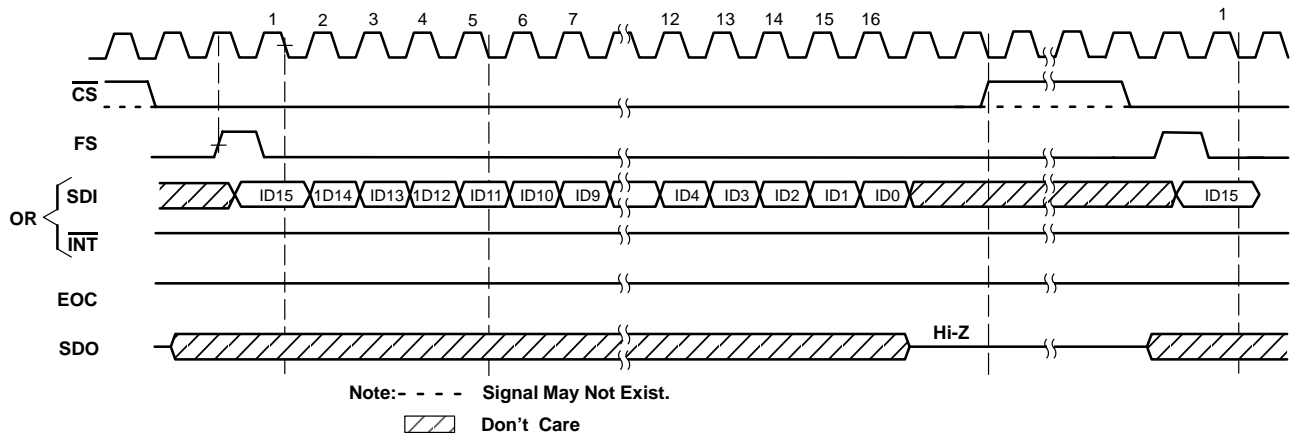 1 2 3 4 5 6 7 12 13 14 15 16 1
CS
FS
SDI ID15 1D14 ID13 1D12 ID11 ID10 ID9 ID4 ID3 ID2 ID1 ID0 ID15
OR
INT
EOC
SDO Hi-Z
Note:- - - - Signal May Not Exist.
Don't Care